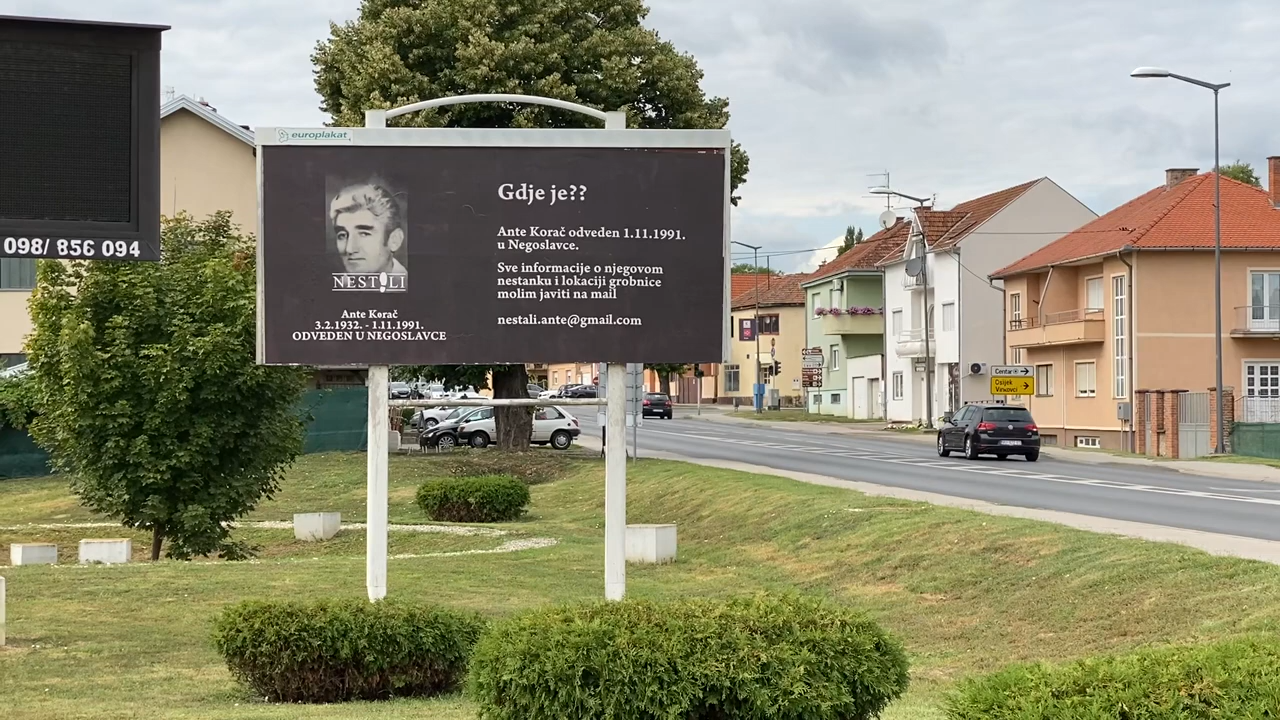 098/ 856 094
europlakat
Gdje je??
Ante Korač odveden 1.11.1991.
u Negoslavce.
Sve informacije o njegovom
nestanku i lokaciji grobnice
molim javiti na mail
nestali.ante@gmail.com
NEST!LI
Ante Korač
3.2.1932. - 1.11.1991.
ODVEDEN U NEGOSLAVCE
Centar
Osijek
Vinkovci